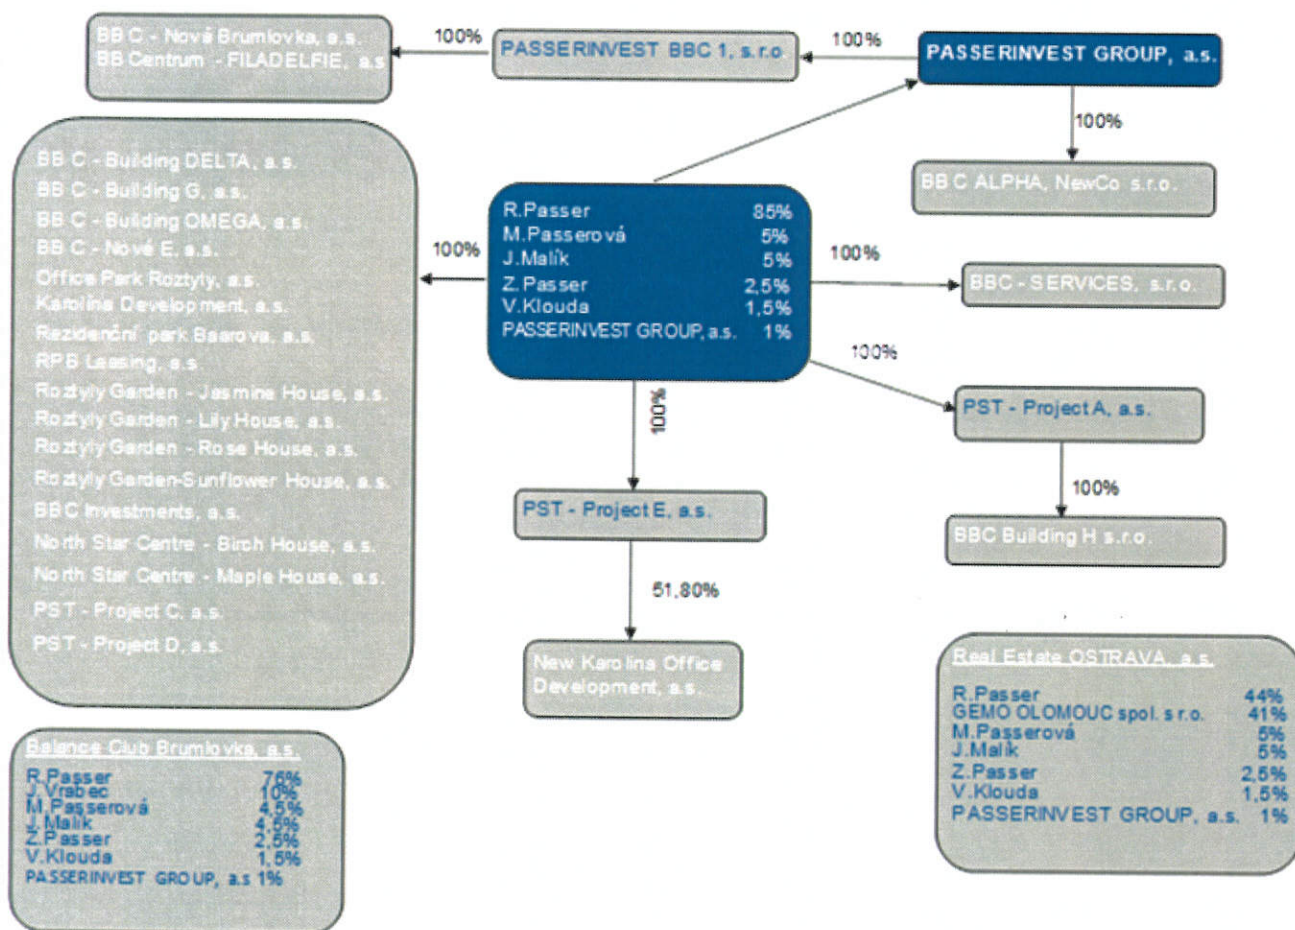 BB C - Nová Brumlovka, a.s.
BB Centrum - FILADELFIE, a.s
100%
PASSERINVEST BBC 1, s.r.o.
100%
PASSERINVEST GROUP, a.s.
100%
BB C ALPHA, NewCo s.r.o.
BB C - Building DELTA, a.s.
BB C - Building G, a.s.
BB C - Building OMEGA, a.s.
BB C - Nové E, a.s.
Office Park Roztyly, a.s.
Karolina Development, a.s.
Rezidenční park Baarova, a.s.
RPB Leasing, a.s
Roztyly Garden - Jasmine House, a.s.
Roztyly Garden - Lily House, a.s.
Roztyly Garden - Rose House, a.s.
Roztyly Garden-Sunflower House, a.s.
BBC Investments, a.s.
North Star Centre - Birch House, a.s.
North Star Centre - Maple House, a.s.
PST - Project C, a.s.
PST - Project D, a.s.
100%
R.Passer 85%
M.Passerová 5%
J.Malík 5%
Z.Passer 2,5%
V.Klouda 1,5%
PASSERINVEST GROUP, a.s. 1%
100%
BBC - SERVICES, s.r.o.
100%
PST - Project A, a.s.
100%
BBC Building H s.r.o.
100%
PST - Project E, a.s.
51,80%
New Karolina Office
Development, a.s.
Balance Club Brumlovka, a.s.
R.Passer 76%
J.Vrabec 10%
M.Passerová 4,5%
J.Malík 4,5%
Z.Passer 2,5%
V.Klouda 1,5%
PASSERINVEST GROUP, a.s 1%
Real Estate OSTRAVA, a.s.
R.Passer 44%
GEMO OLOMOUC spol. s r.o. 41%
M.Passerová 5%
J.Malík 5%
Z.Passer 2,5%
V.Klouda 1,5%
PASSERINVEST GROUP, a.s. 1%